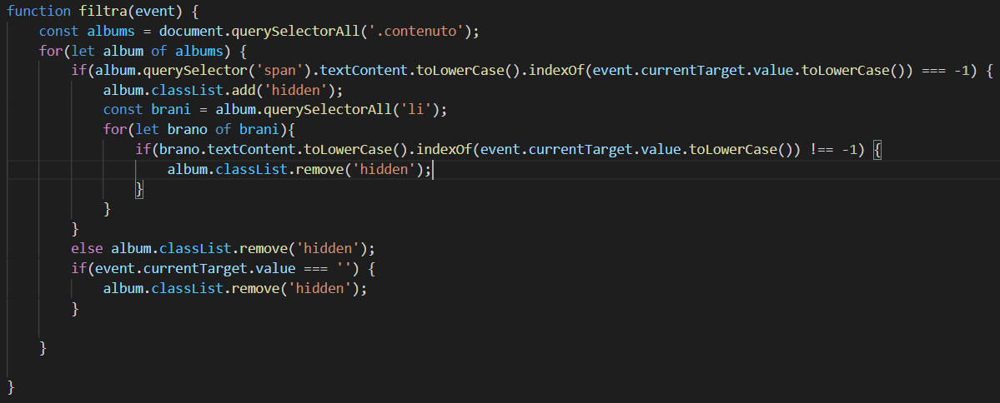 function filtra(event) {
    const albums = document.querySelectorAll('.contenuto');
    for(let album of albums) {
        if(album.querySelector('span').textContent.toLowerCase().indexOf(event.currentTarget.value.toLowerCase()) === -1) {
            album.classList.add('hidden');
            const brani = album.querySelectorAll('li');
            for(let brano of brani){
                if(brano.textContent.toLowerCase().indexOf(event.currentTarget.value.toLowerCase()) !== -1) {
                    album.classList.remove('hidden');
                }
            }
        }
        else album.classList.remove('hidden');
        if(event.currentTarget.value === '') {
            album.classList.remove('hidden');
        }

    }

}